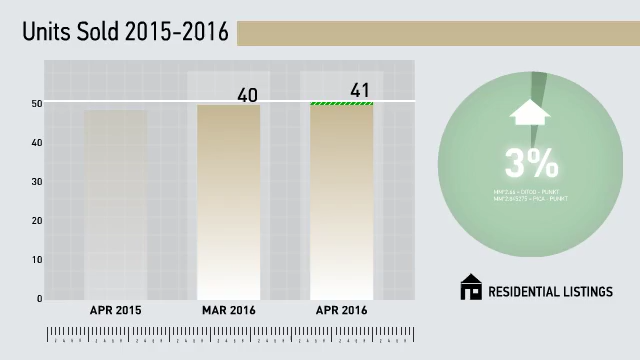 Units Sold 2015-2016
40
41
50
40
30
20
10
0
APR 2015
MAR 2016
APR 2016
3%
RESIDENTIAL LISTINGS